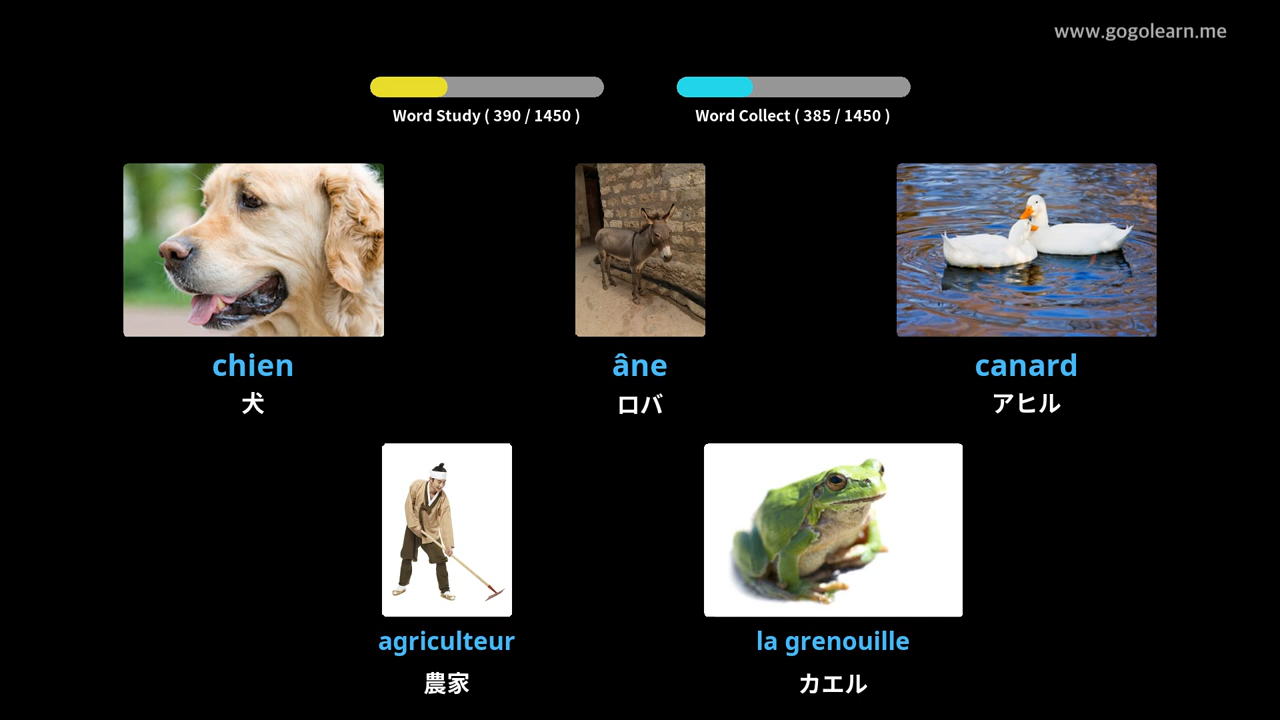 www.gogolearn.me
Word Study ( 390 / 1450 )
Word Collect ( 385 / 1450 )
chien
犬
âne
ロバ
canard
アヒル
agriculteur
農家
la grenouille
カエル